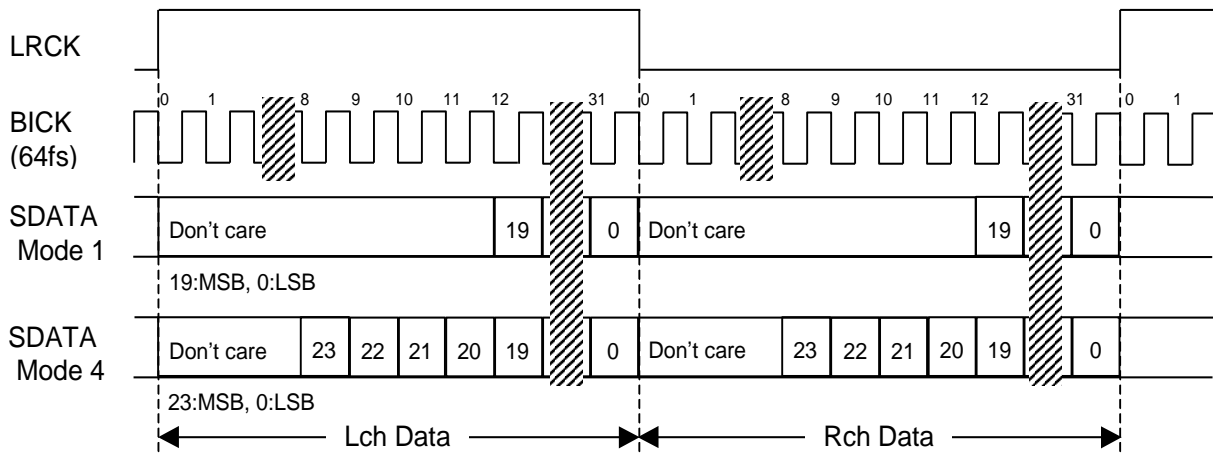 LRCK
0 1 8 9 10 11 12 31 0 1 8 9 10 11 12 31 0 1
BICK
(64fs)
SDATA
Mode 1
Don't care 19 0 Don't care 19 0
19:MSB, 0:LSB
SDATA
Mode 4
Don't care 23 22 21 20 19 0 Don't care 23 22 21 20 19 0
23:MSB, 0:LSB
Lch Data Rch Data